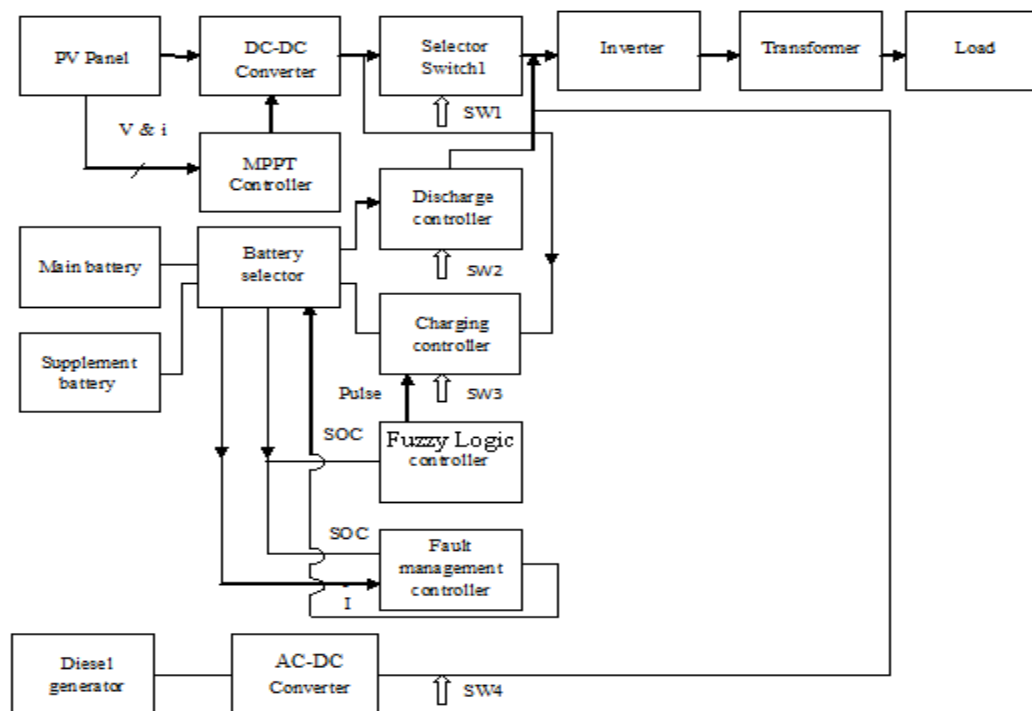 PV Panel
DC-DC
Converter
Selector
Switch1
Inverter
Transformer
Load
V & i
SW1
MPPT
Controller
Discharge
controller
Main battery
Battery
selector
SW2
Charging
controller
Supplement
battery
Pulse
SW3
SOC
Fuzzy Logic
controller
SOC
Fault
management
controller
I
Diesel
generator
AC-DC
Converter
SW4